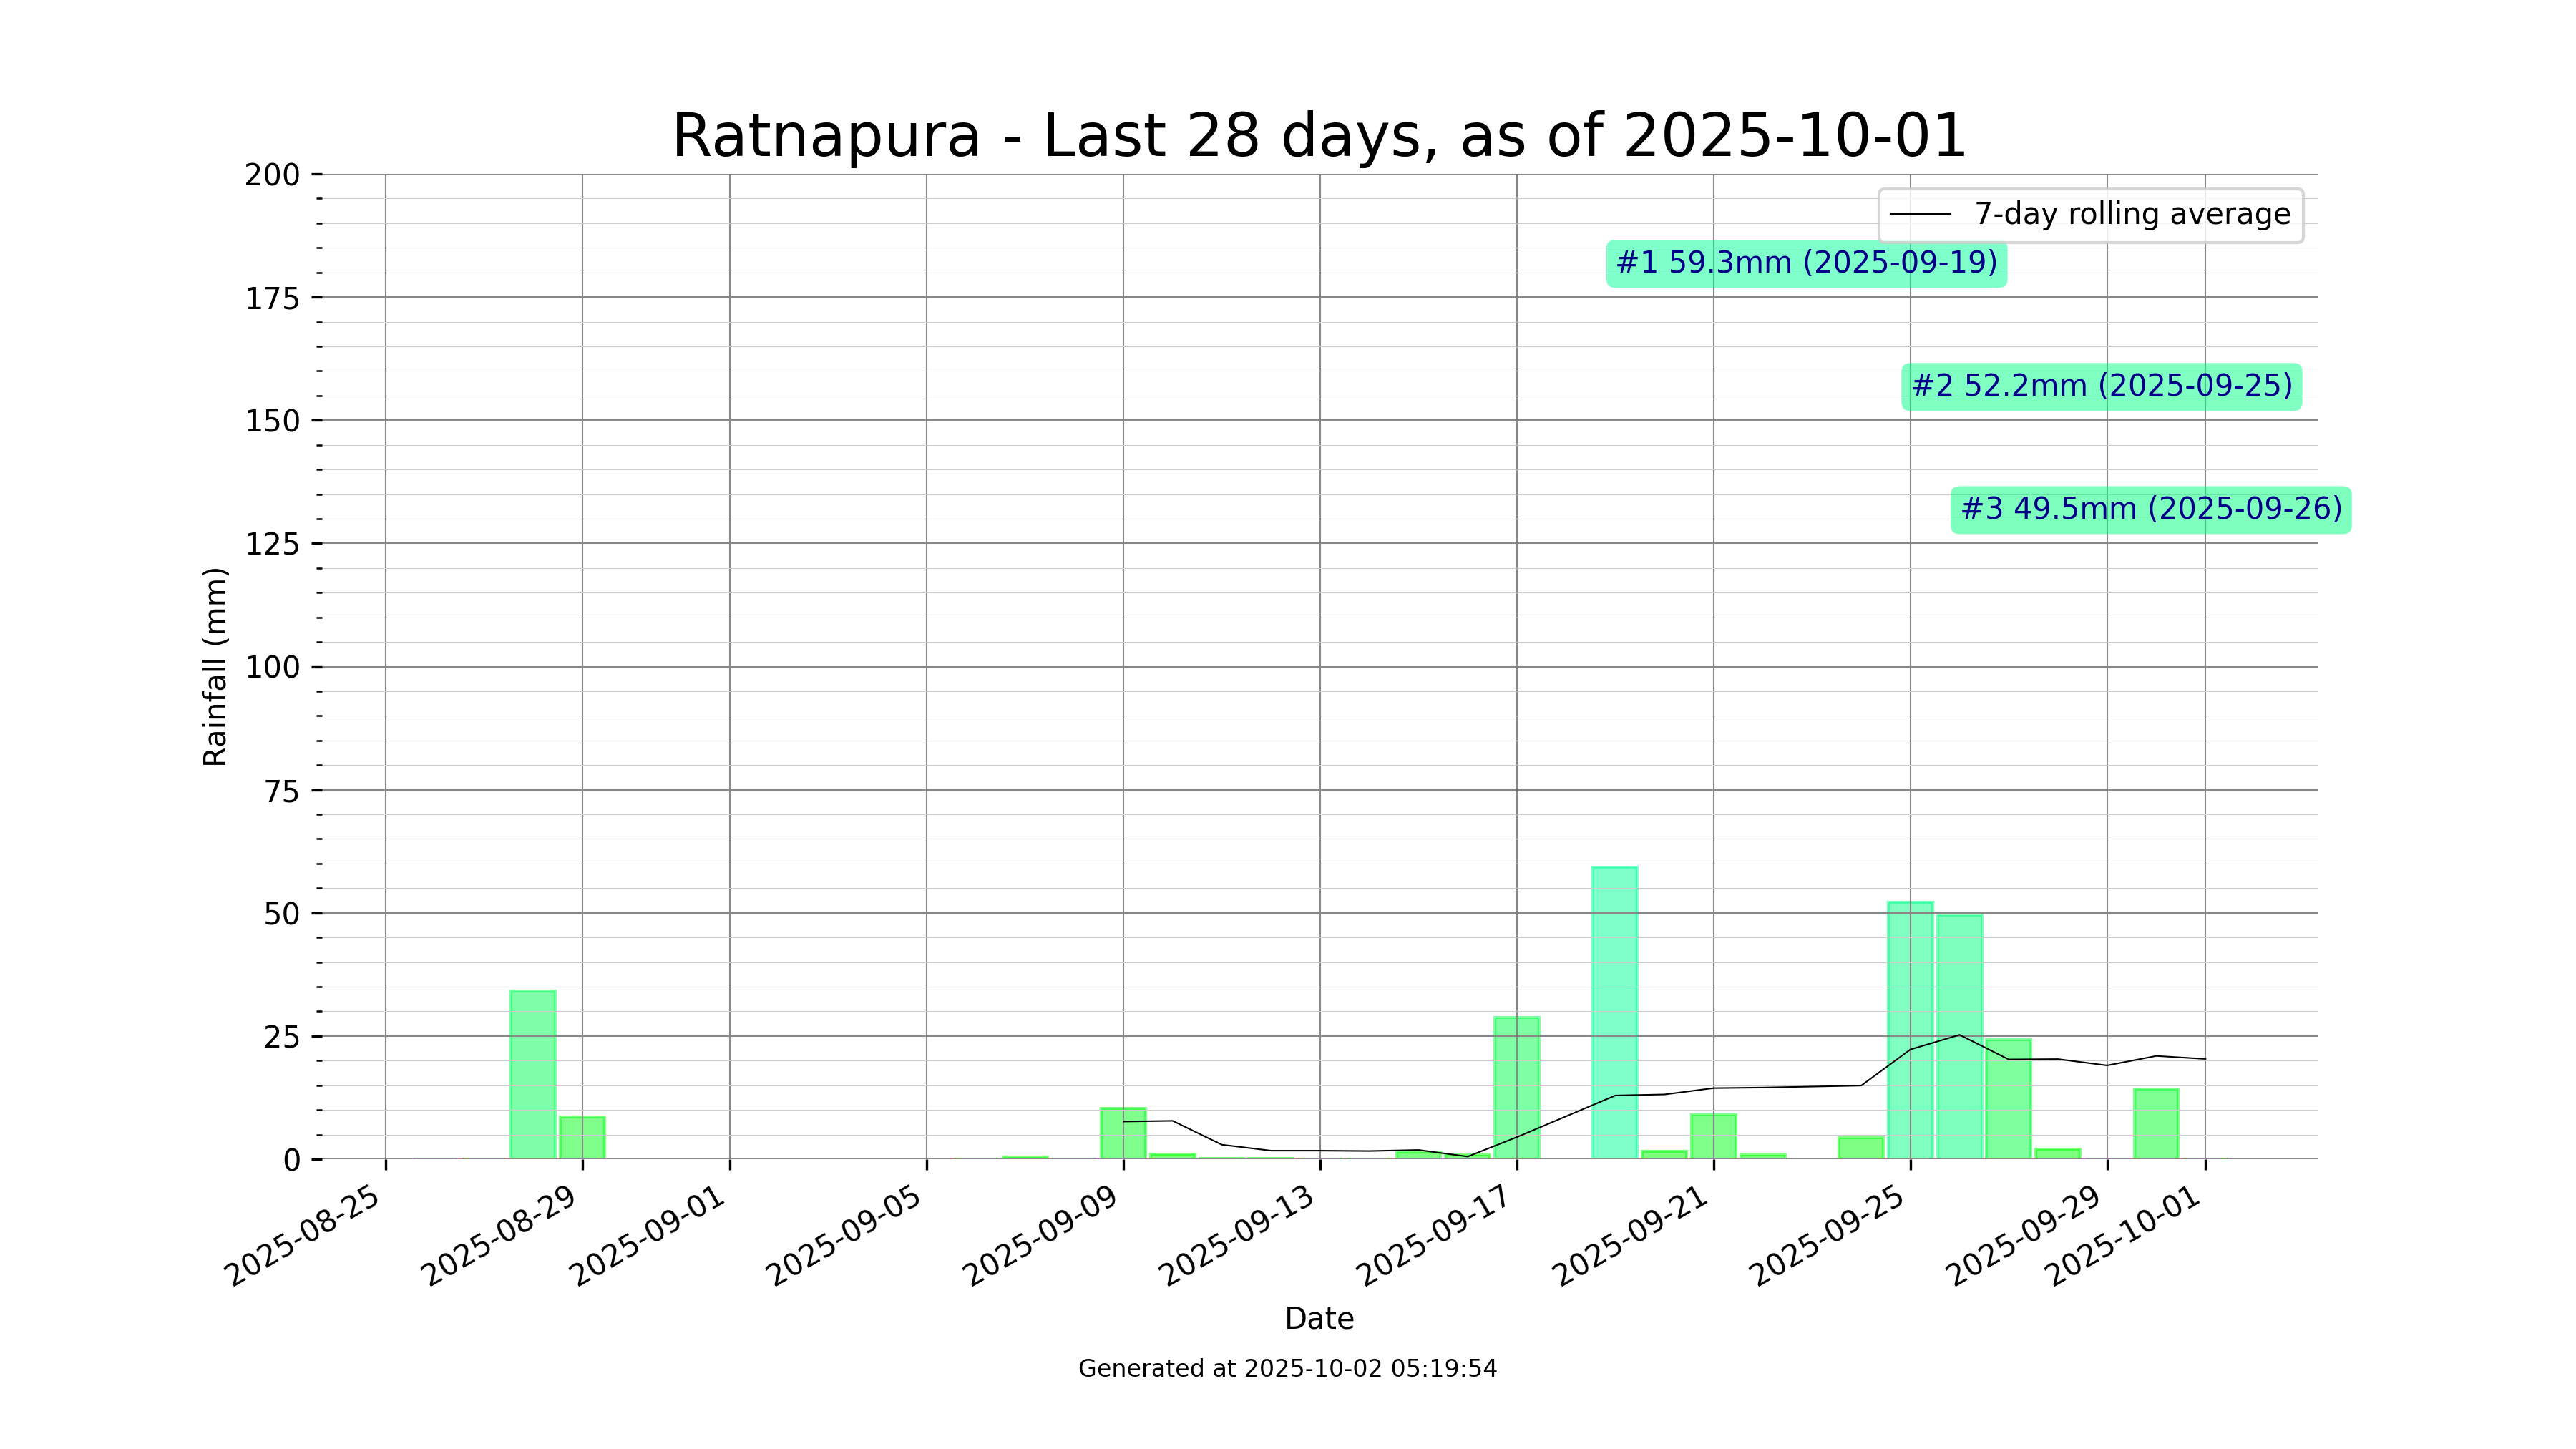 Ratnapura - Last 28 days, as of 2025-10-01
7-day rolling average
#1 59.3mm (2025-09-19)
#2 52.2mm (2025-09-25)
#3 49.5mm (2025-09-26)
Rainfall (mm)
200
175
150
125
100
75
50
25
0
2025-08-25
2025-08-29
2025-09-01
2025-09-05
2025-09-09
2025-09-13
2025-09-17
2025-09-21
2025-09-25
2025-09-29
2025-10-01
Date
Generated at 2025-10-02 05:19:54